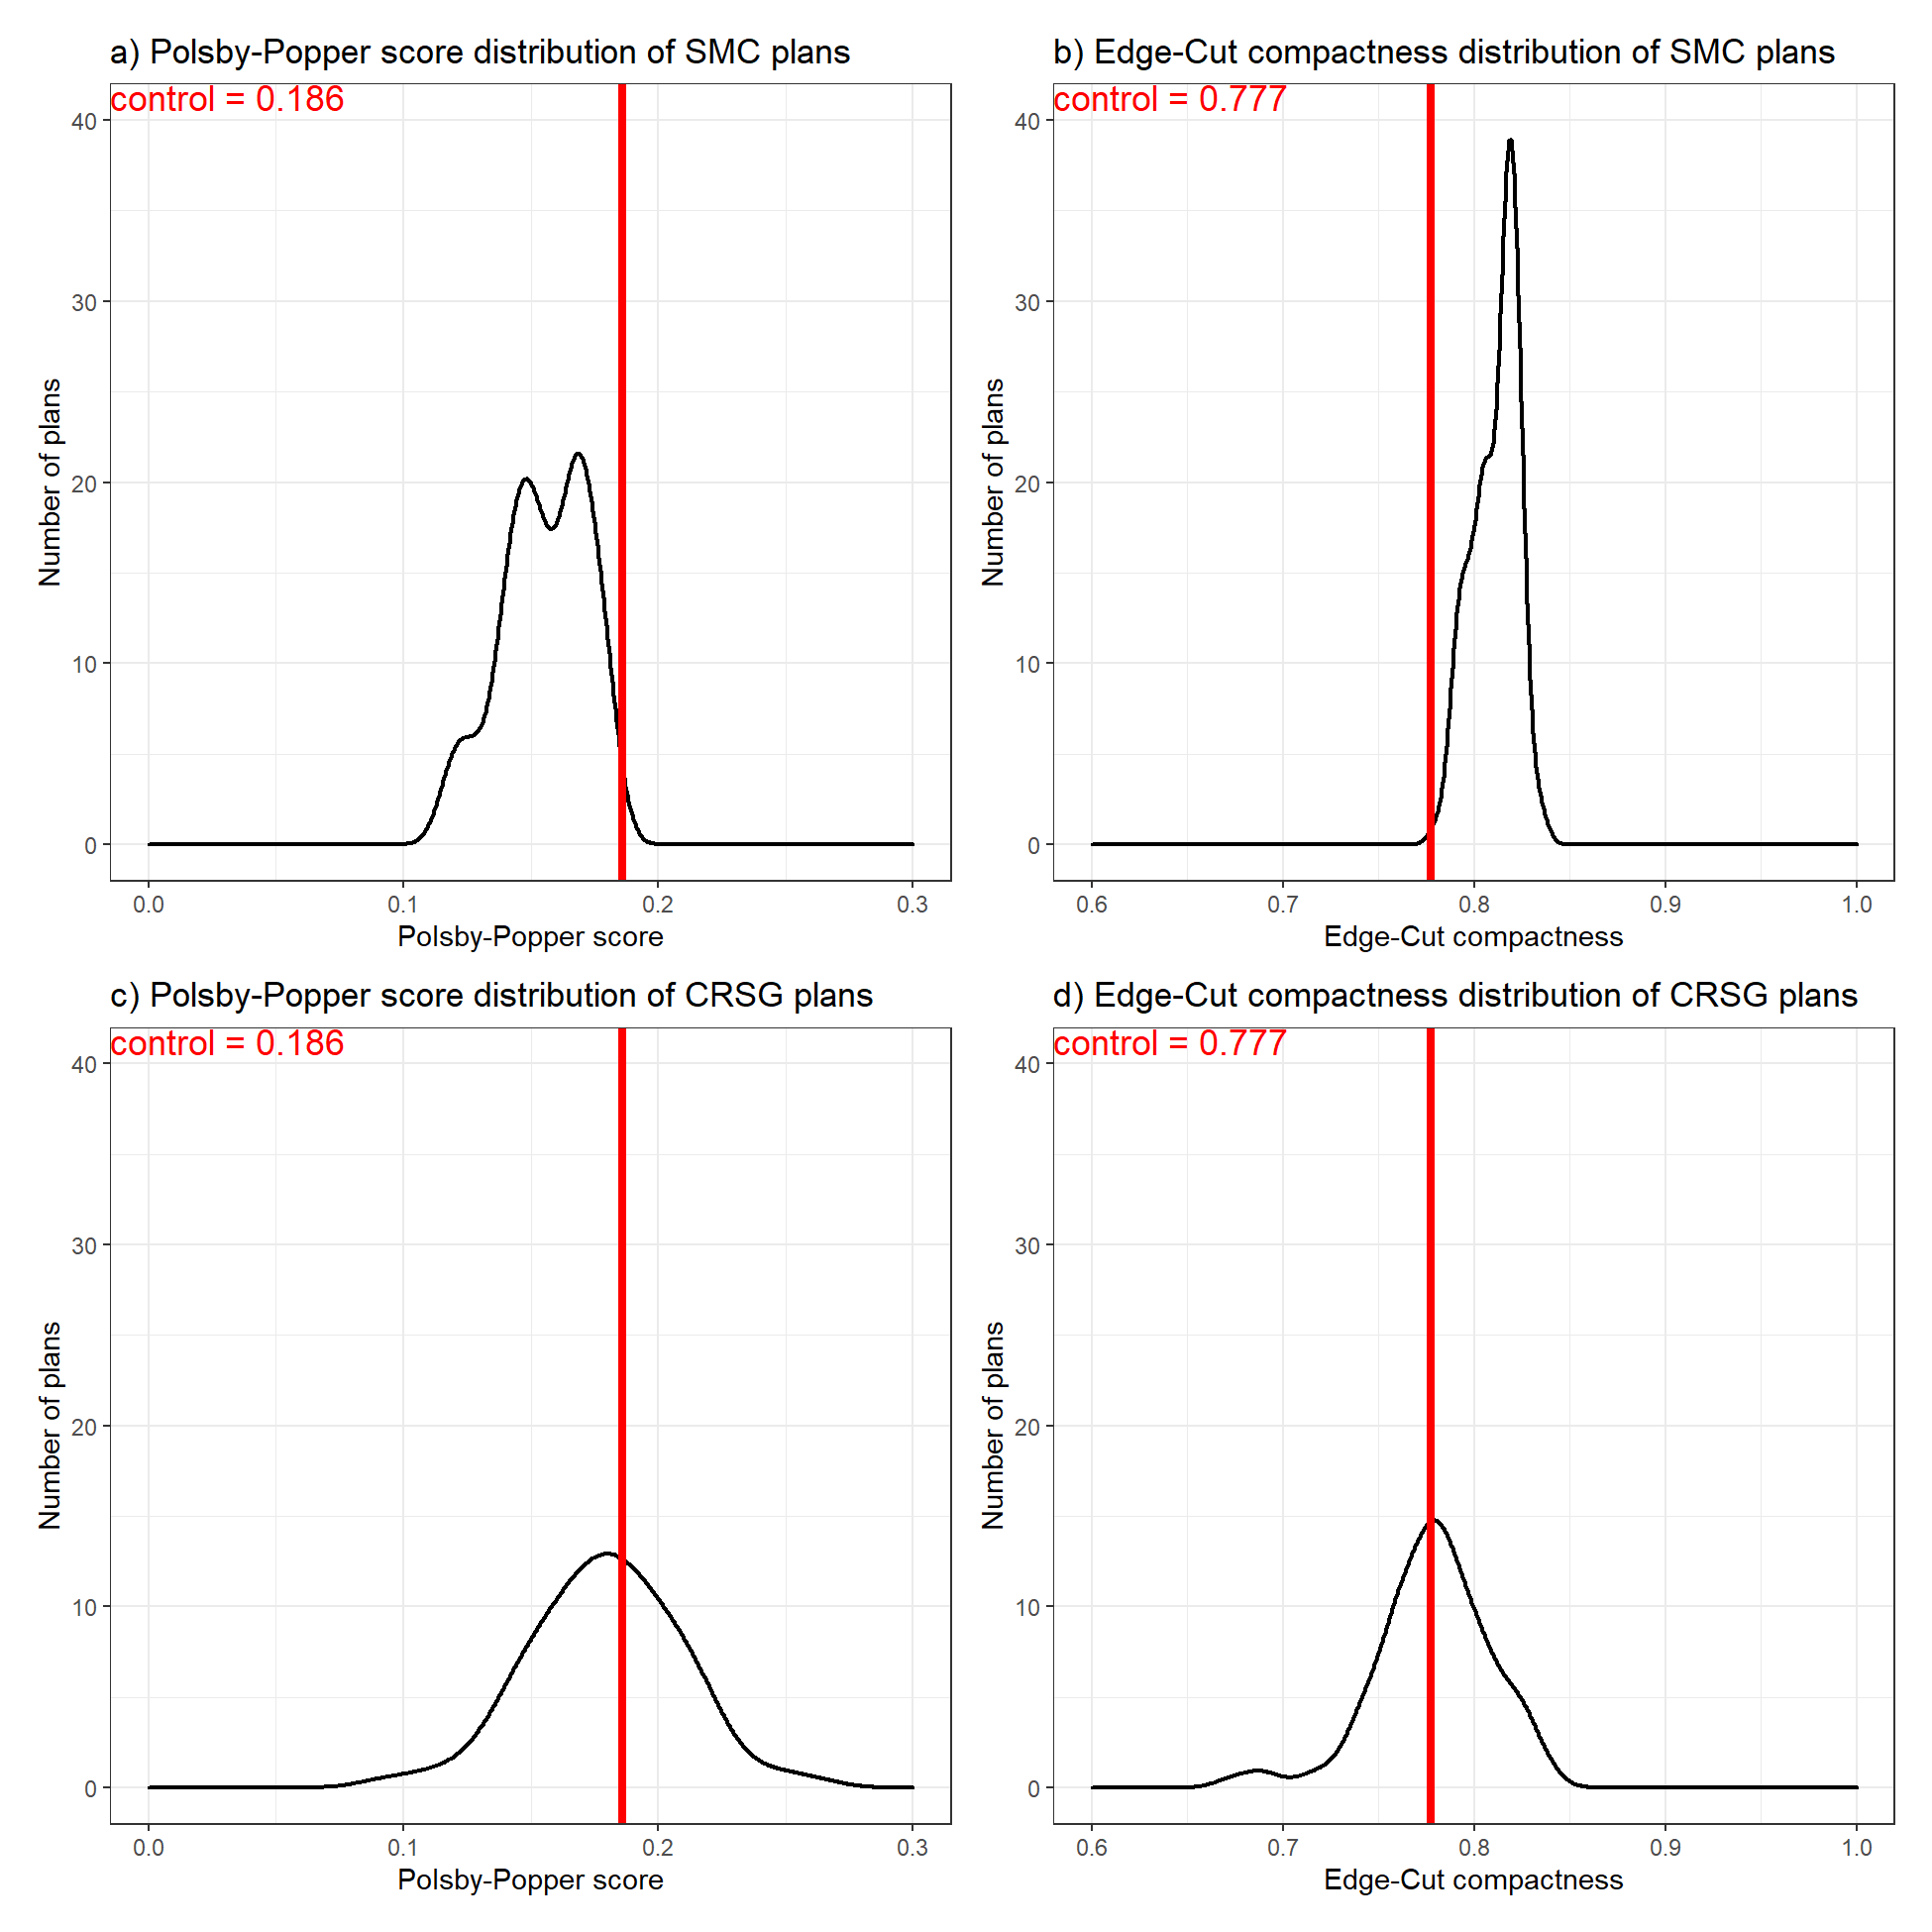 a) Polsby-Popper score distribution of SMC plans
control = 0.186
40
30
20
10
0
Number of plans
0.0 0.1 0.2 0.3
Polsby-Popper score
b) Edge-Cut compactness distribution of SMC plans
control = 0.777
40
30
20
10
0
Number of plans
0.6 0.7 0.8 0.9 1.0
Edge-Cut compactness
c) Polsby-Popper score distribution of CRSG plans
control = 0.186
40
30
20
10
0
Number of plans
0.0 0.1 0.2 0.3
Polsby-Popper score
d) Edge-Cut compactness distribution of CRSG plans
control = 0.777
40
30
20
10
0
Number of plans
0.6 0.7 0.8 0.9 1.0
Edge-Cut compactness